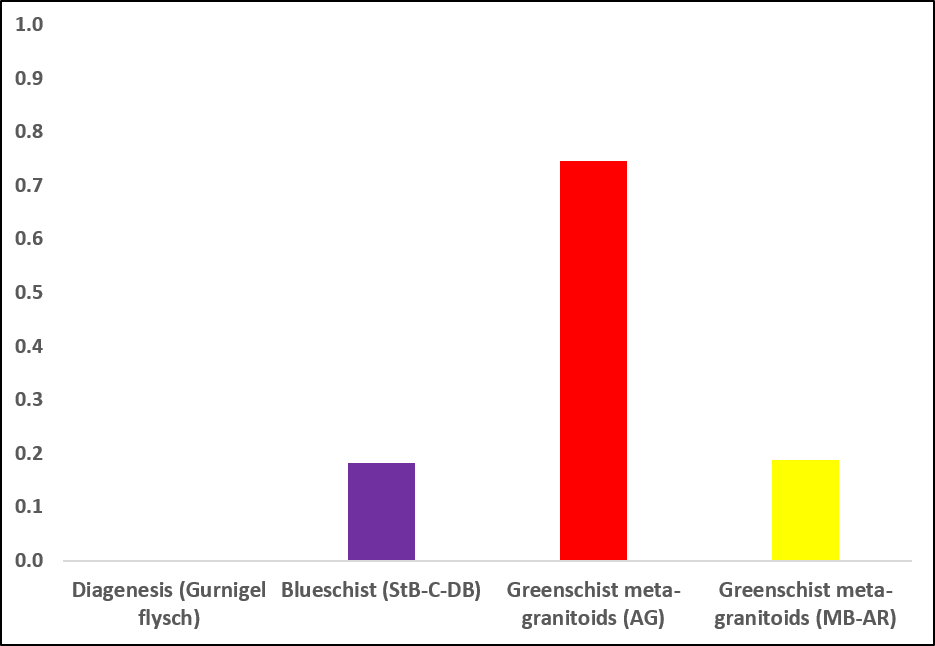 1.0
0.9
0.8
0.7
0.6
0.5
0.4
0.3
0.2
0.1
0.0
Diagenesis (Gurnigel
flysch)
Blueschist (StB-C-DB)
Greenschist meta-
granitoids (AG)
Greenschist meta-
granitoids (MB-AR)